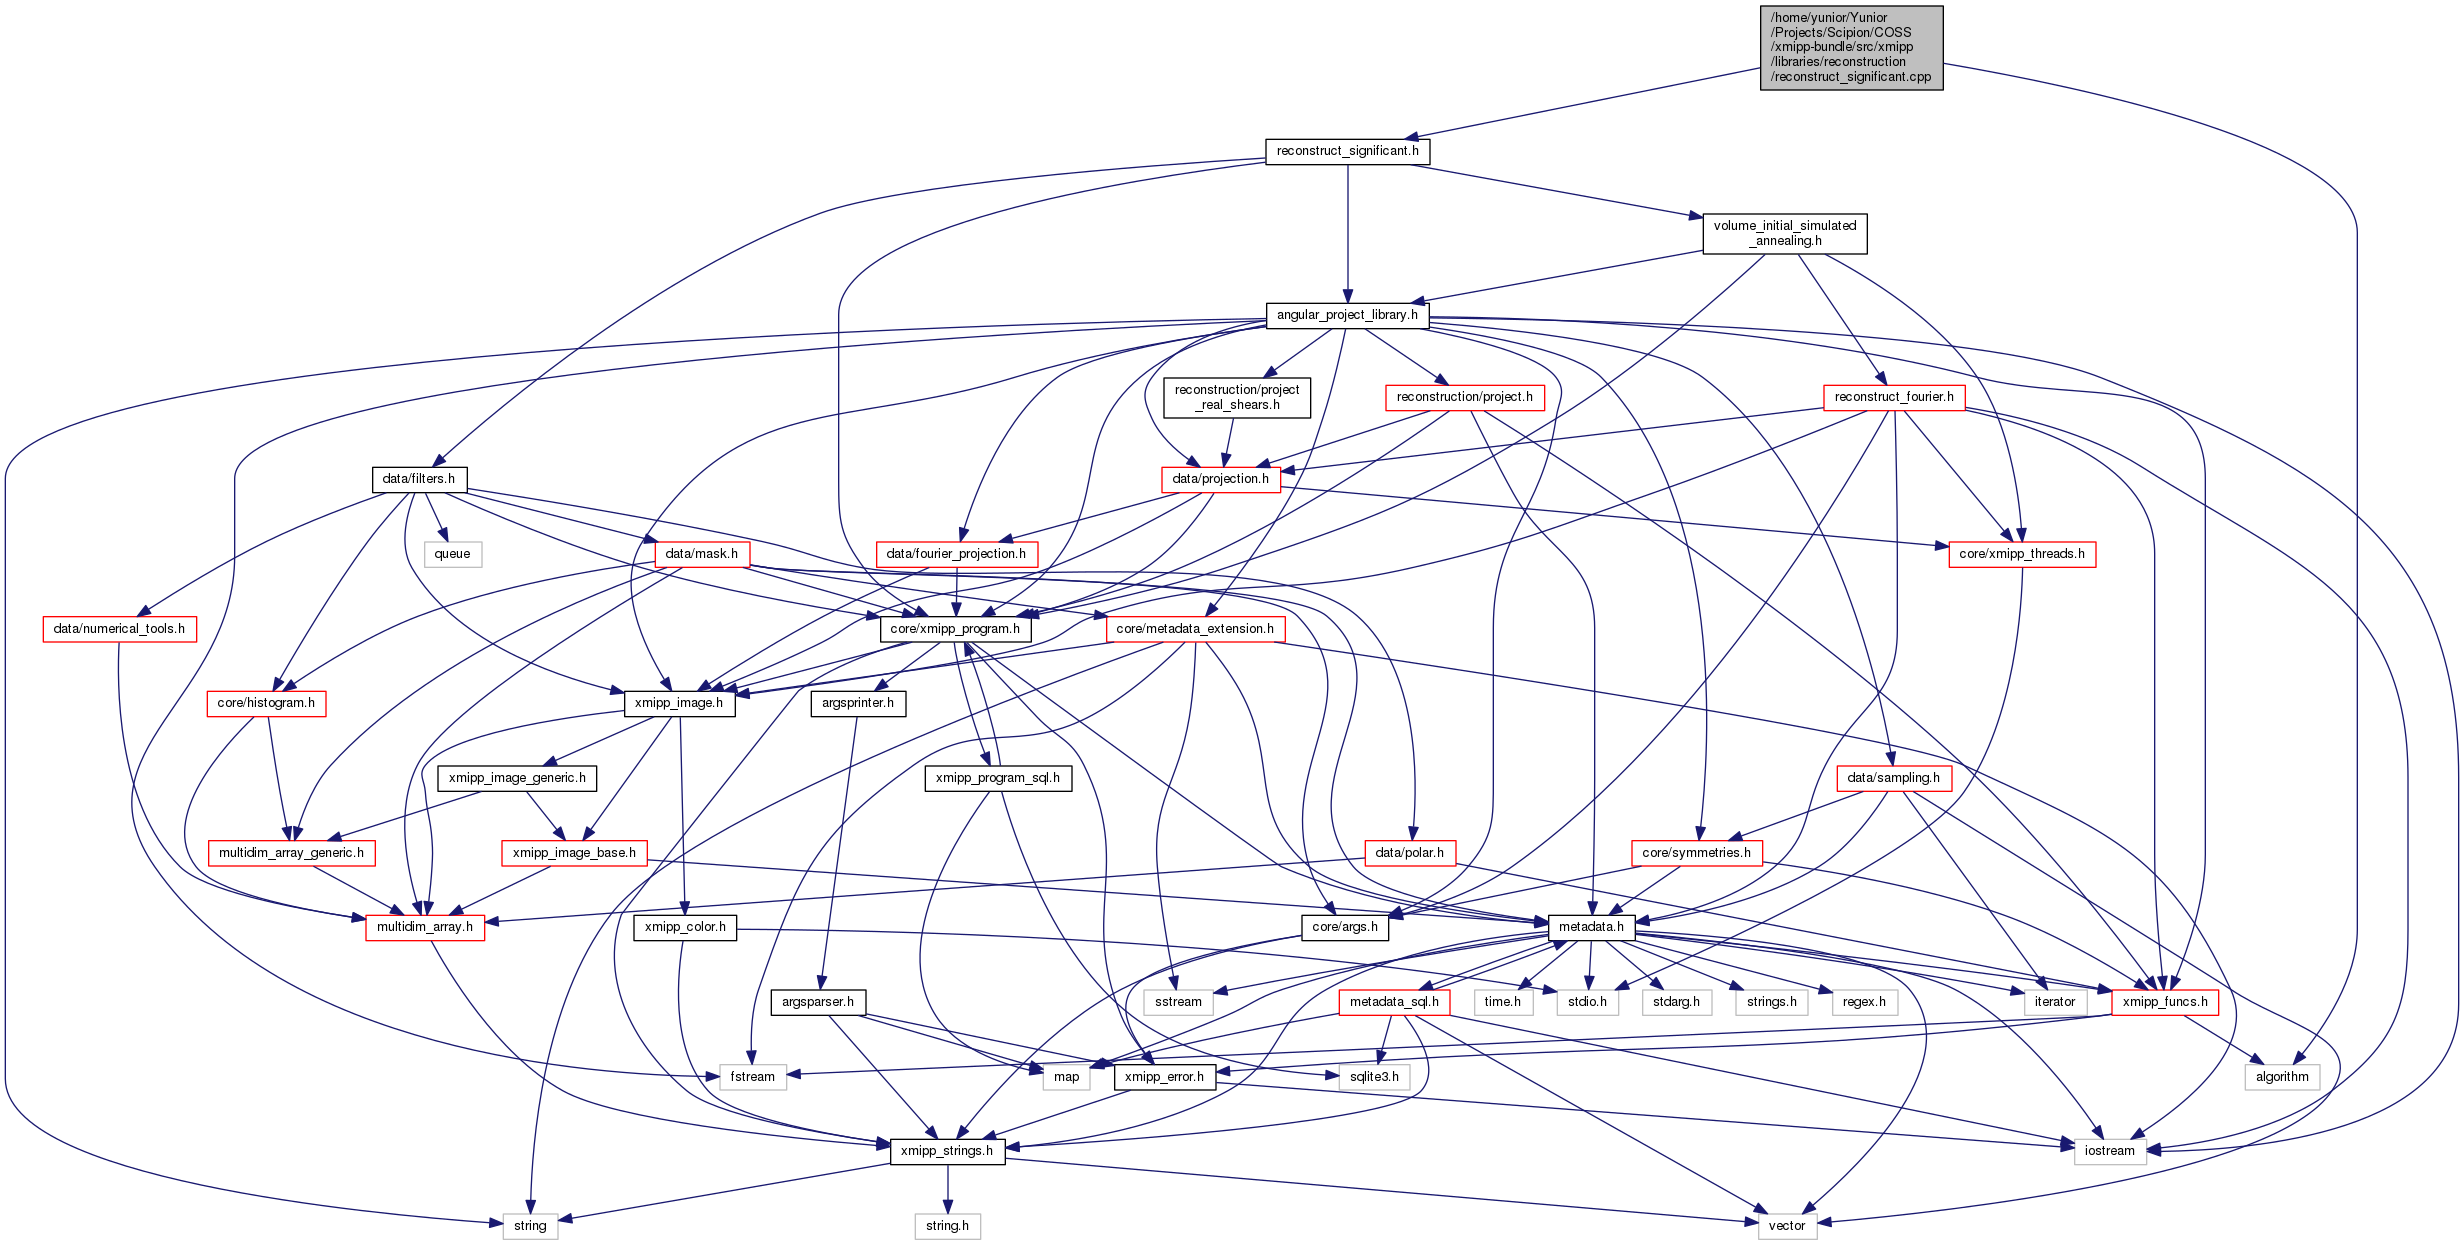 /home/yunior/Yunior
/Projects/Scipion/COSS
/xmipp-bundle/src/xmipp
/libraries/reconstruction
/reconstruct_significant.cpp
reconstruct_significant.h
volume_initial_simulated
_annealing.h
angular_project_library.h
reconstruction/project
_real_shears.h
reconstruction/project.h
reconstruct_fourier.h
data/filters.h
data/projection.h
queue
data/mask.h
data/fourier_projection.h
core/xmipp_threads.h
data/numerical_tools.h
core/xmipp_program.h
core/metadata_extension.h
core/histogram.h
xmipp_image.h
argsprinter.h
xmipp_image_generic.h
xmipp_program_sql.h
data/sampling.h
multidim_array_generic.h
xmipp_image_base.h
data/polar.h
core/symmetries.h
multidim_array.h
xmipp_color.h
core/args.h
metadata.h
argsparser.h
sstream
metadata_sql.h
time.h
stdio.h
stdarg.h
strings.h
regex.h
iterator
xmipp_funcs.h
fstream
map
xmipp_error.h
sqlite3.h
algorithm
xmipp_strings.h
iostream
string
string.h
vector